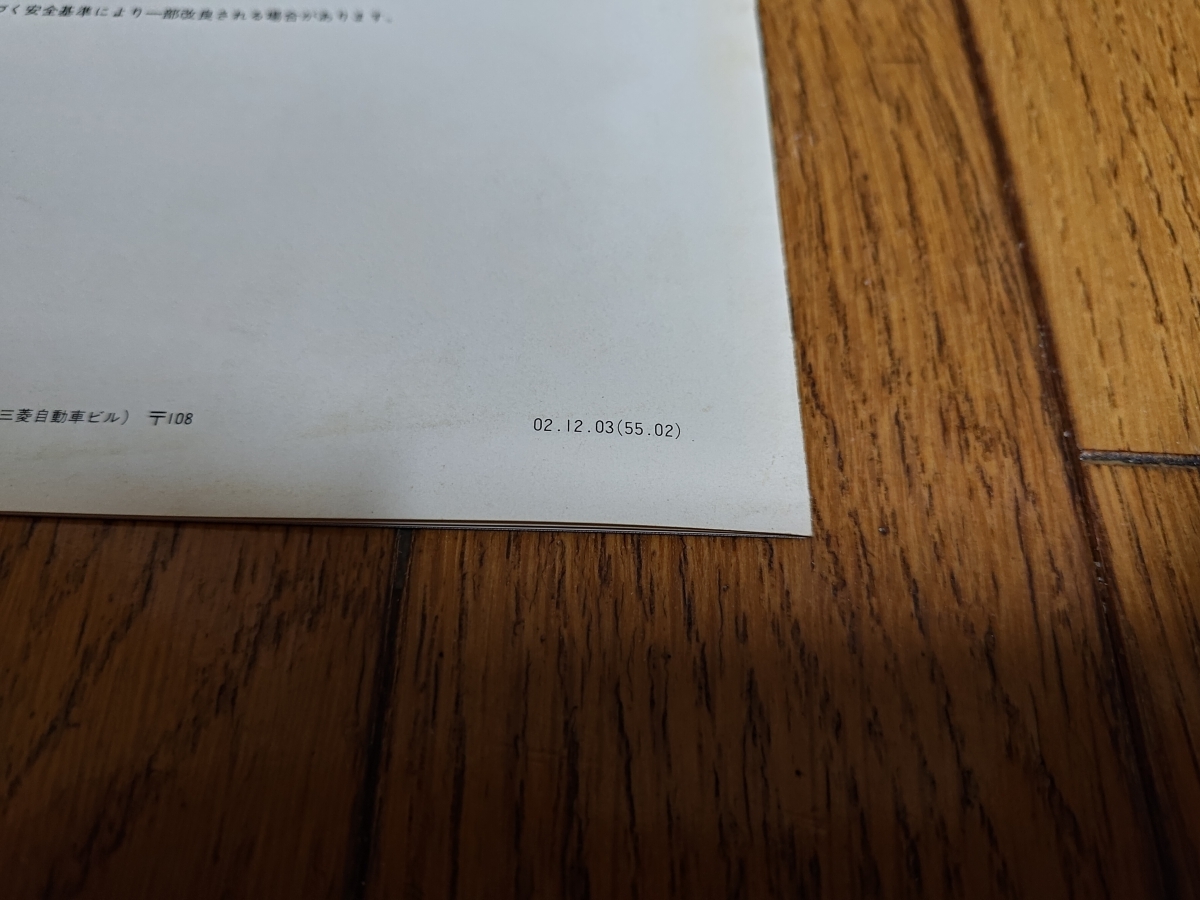 づく安全基準により一部改良される場合があります。
三菱自動車ビル) 〒108
02.12.03(55.02)